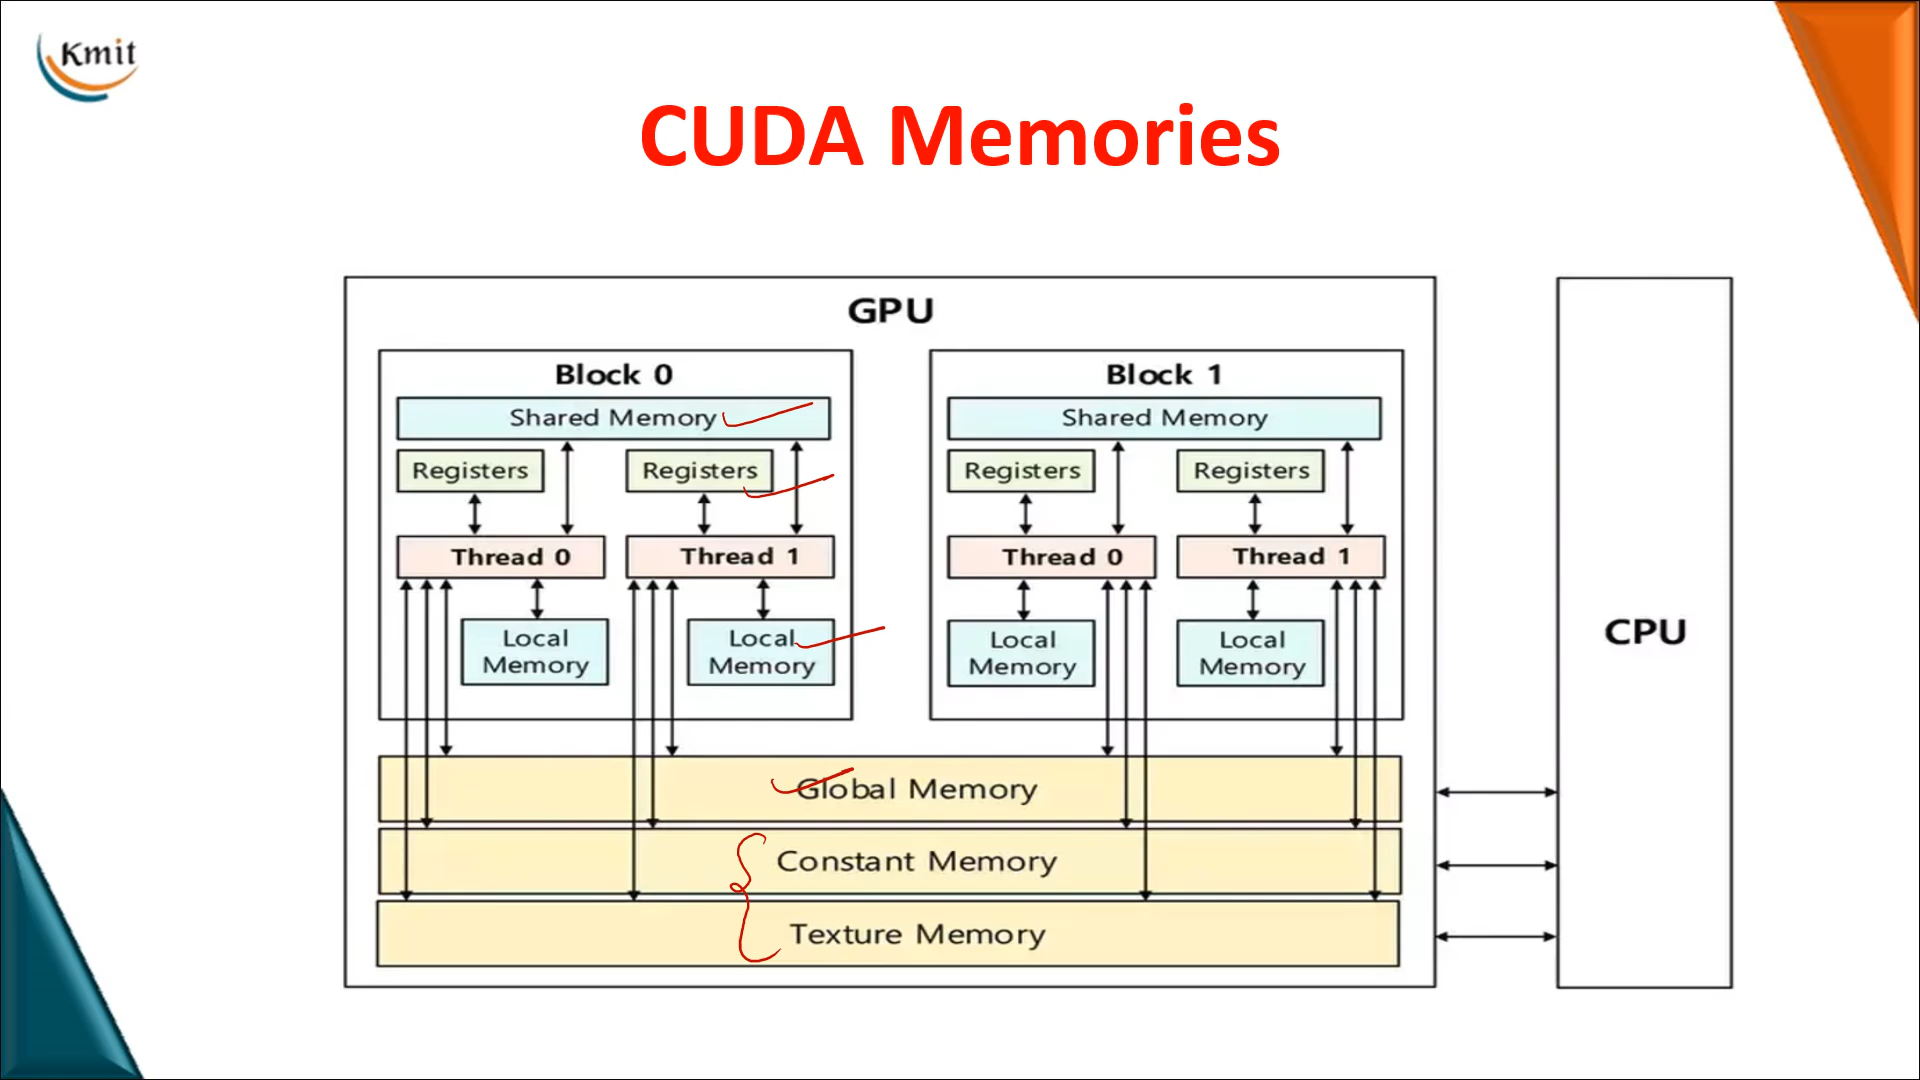 Kmit
CUDA Memories
GPU
Block 0
Shared Memory
Registers
Registers
Thread 0
Thread 1
Local
Memory
Local
Memory
Block 1
Shared Memory
Registers
Registers
Thread 0
Thread 1
Local
Memory
Local
Memory
Global Memory
Constant Memory
Texture Memory
CPU